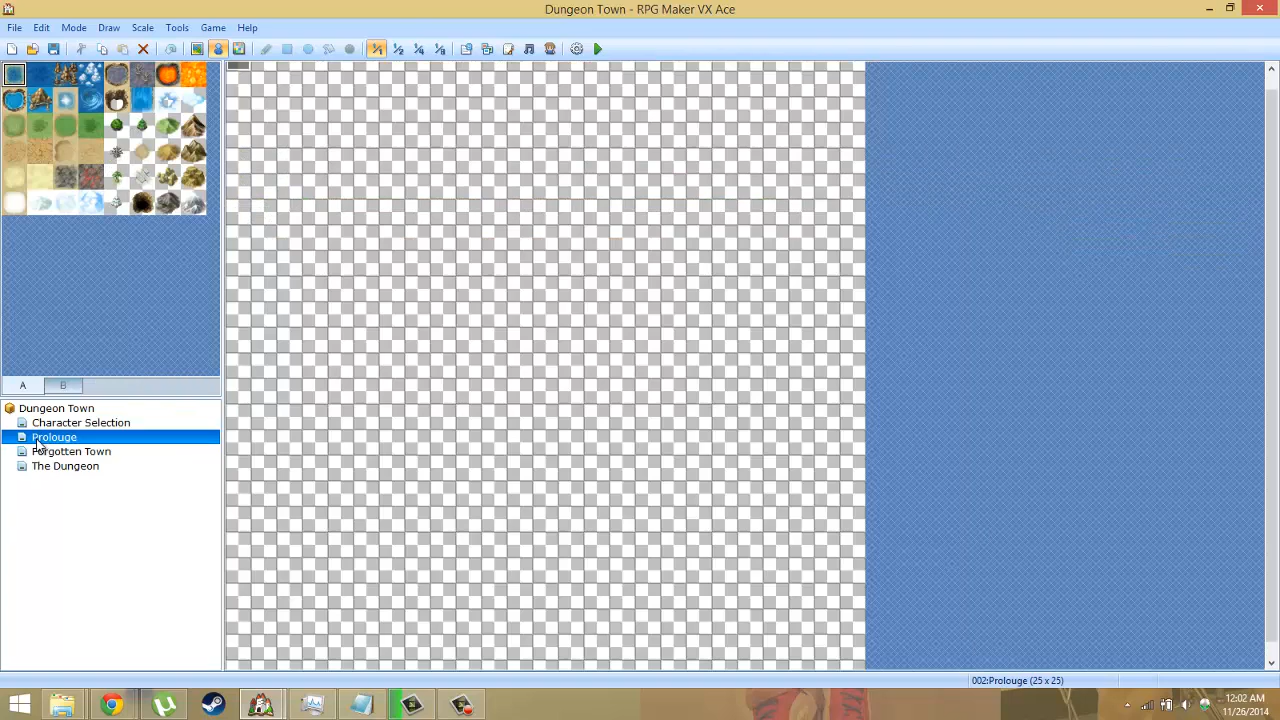 Dungeon Town - RPG Maker VX Ace
File Edit Mode Draw Scale Tools Game Help
A B
Dungeon Town
Character Selection
Prolouge
Forgotten Town
The Dungeon
002:Prolouge (25 x 25)
12:02 AM
11/26/2014